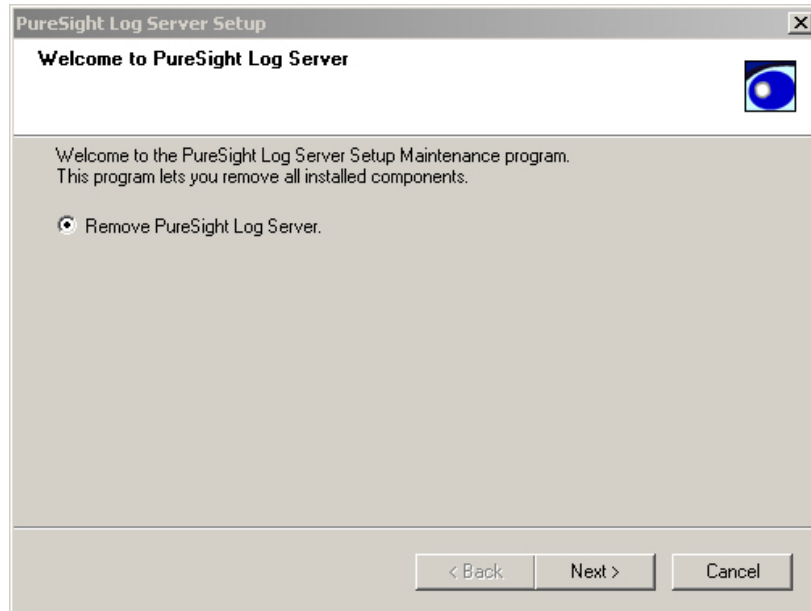 PureSight Log Server Setup
Welcome to PureSight Log Server
Welcome to the PureSight Log Server Setup Maintenance program.
This program lets you remove all installed components.
Remove PureSight Log Server.
< Back
Next >
Cancel